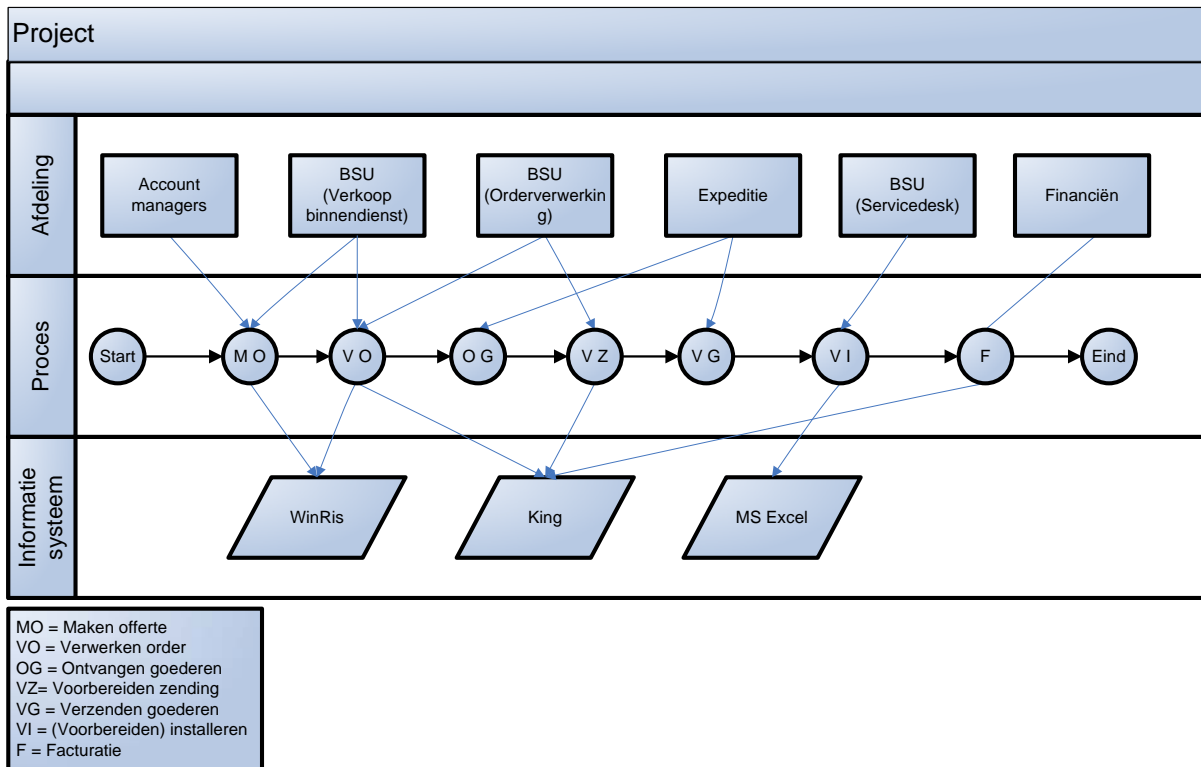 Project
Afdeling
Account
managers
BSU
(Verkoop
binnendienst)
BSU
(Orderverwerkin
g)
Expeditie
BSU
(Servicedesk)
Financiën
Proces
Start
M O
V O
O G
V Z
V G
V I
F
Eind
Informatie
systeem
WinRis
King
MS Excel
MO = Maken offerte
VO = Verwerken order
OG = Ontvangen goederen
VZ= Voorbereiden zending
VG = Verzenden goederen
VI = (Voorbereiden) installeren
F = Facturatie